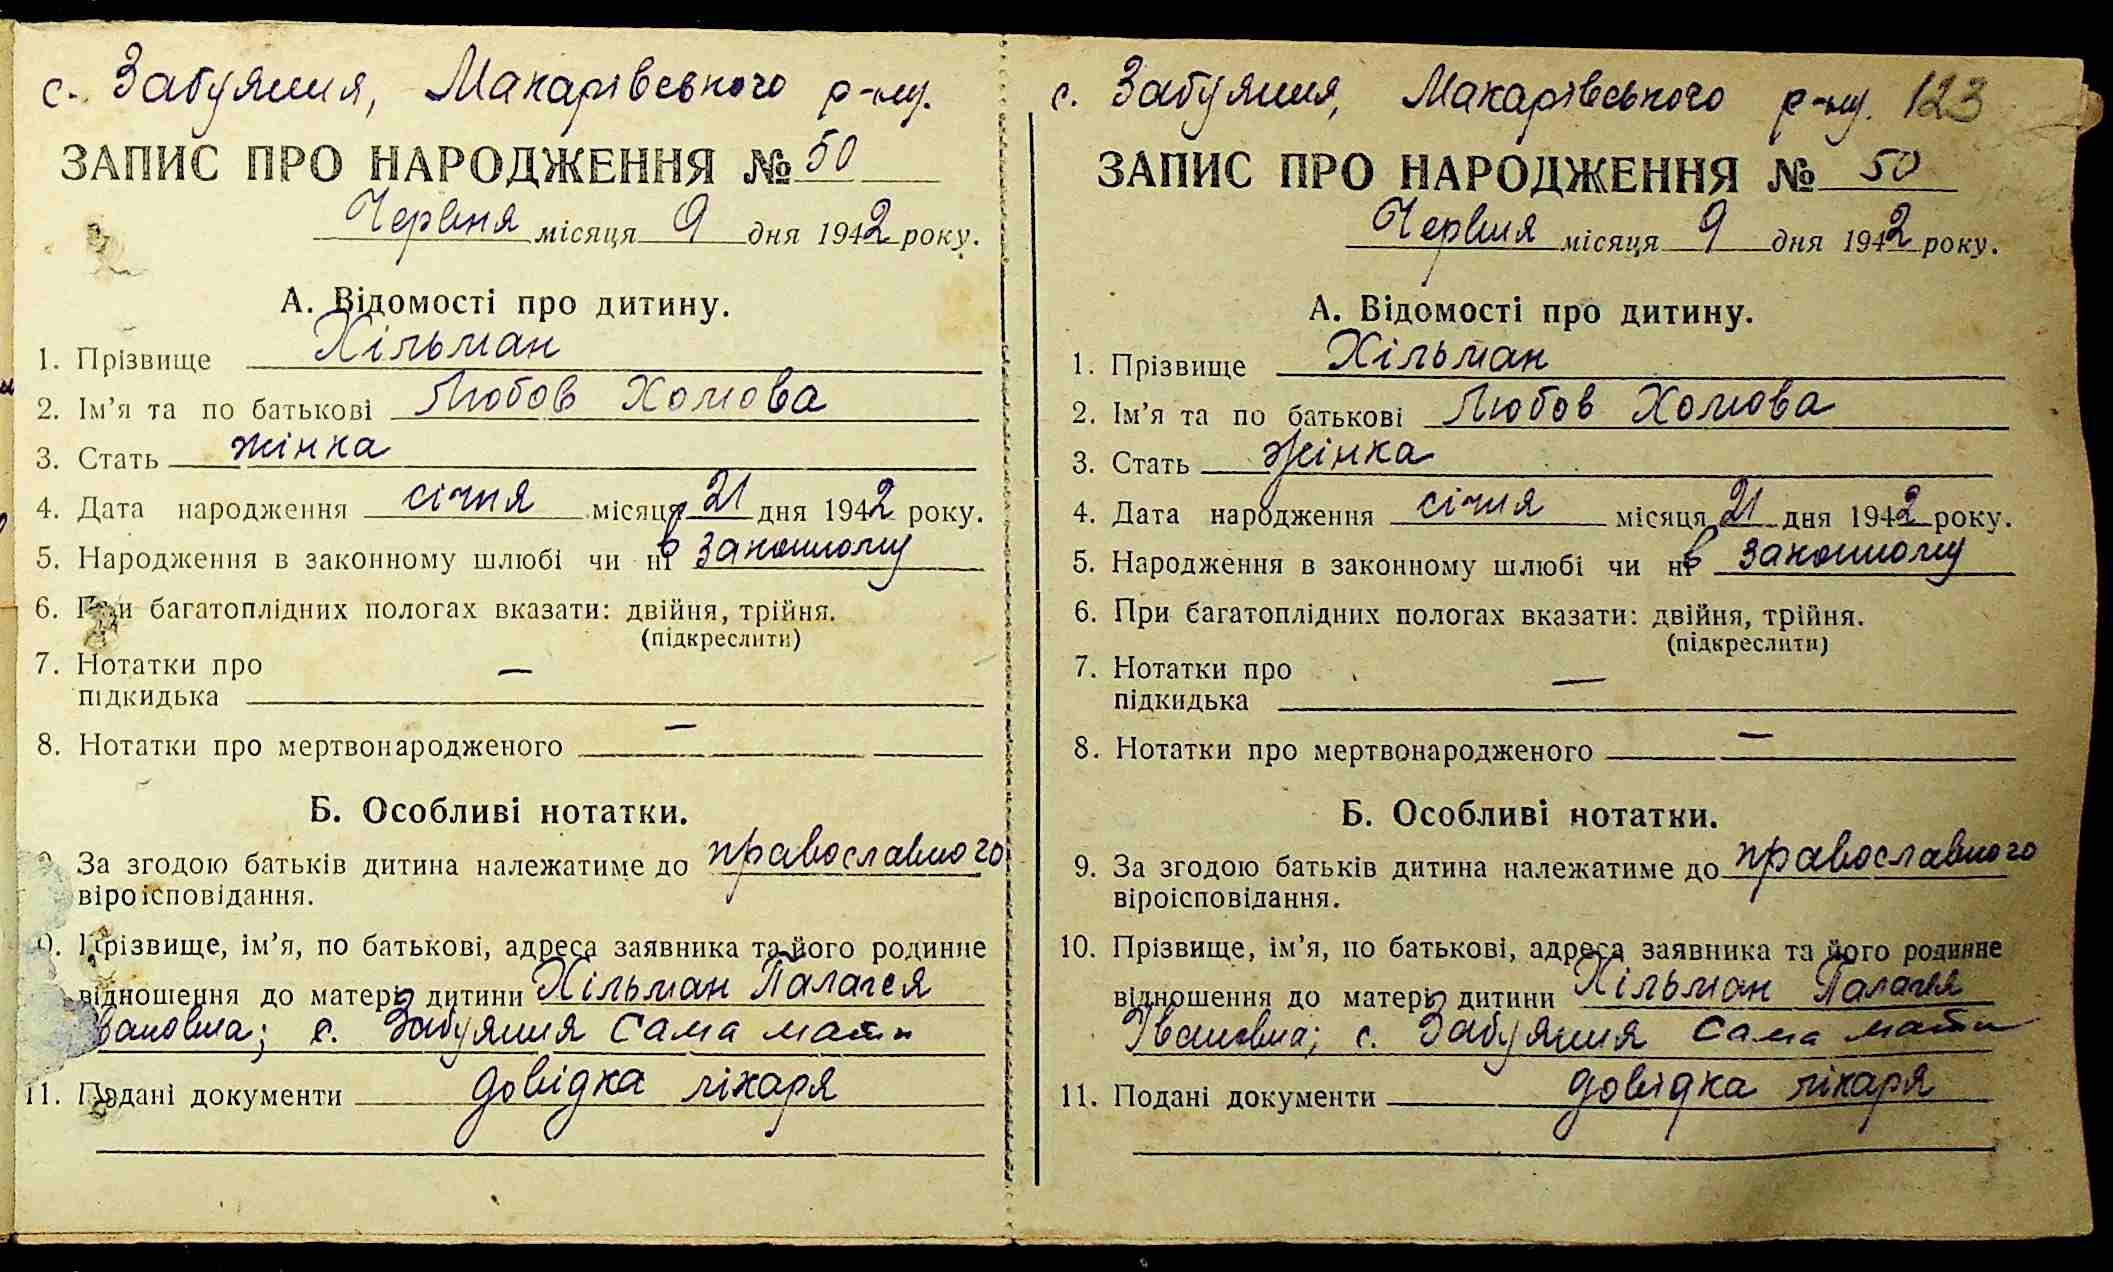 с. Забуяння, Макарівського р-ну.
ЗАПИС ПРО НАРОДЖЕННЯ № 50
Червня місяця 9 дня 1942 року.
А. Відомості про дитину.
1. Прізвище Хільман
2. Ім'я та по батькові Любов Хомова
3. Стать жінка
4. Дата народження січня місяця 21 дня 1942 року.
5. Народження в законному шлюбі чи ні в законному
6. При багатоплідних пологах вказати: двійня, трійня.
(підкреслити)
7. Нотатки про
підкидька —
8. Нотатки про мертвонародженого —
Б. Особливі нотатки.
За згодою батьків дитина належатиме до православного
віроісповідання.
0. Прізвище, ім'я, по батькові, адреса заявника та його родинне
відношення до матері дитини Хільман Палагея
вановна; с. Забуяння сама мати
11. Подані документи довідка лікаря
с. Забуяння, Макарівського р-ну. 123
ЗАПИС ПРО НАРОДЖЕННЯ № 50
Червня місяця 9 дня 1942 року.
А. Відомості про дитину.
1. Прізвище Хільман
2. Ім'я та по батькові Любов Хомова
3. Стать жінка
4. Дата народження січня місяця 21 дня 1942 року.
5. Народження в законному шлюбі чи ні в законному
6. При багатоплідних пологах вказати: двійня, трійня.
(підкреслити)
7. Нотатки про
підкидька —
8. Нотатки про мертвонародженого —
Б. Особливі нотатки.
9. За згодою батьків дитина належатиме до православного
віроісповідання.
10. Прізвище, ім'я, по батькові, адреса заявника та його родинне
відношення до матері дитини Хільман Палагея
Івановна; с. Забуяння сама мати
11. Подані документи довідка лікаря